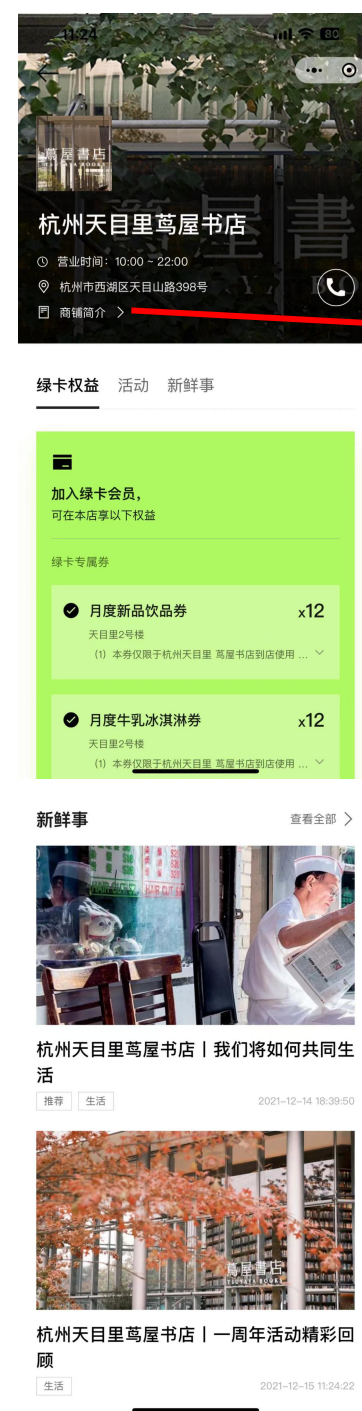 11:24
80
蔦屋書店
TSUTAYA BOOKS
杭州天目里茑屋书店
营业时间：10:00 ~ 22:00
杭州市西湖区天目山路398号
商铺简介
绿卡权益 活动 新鲜事
加入绿卡会员，
可在本店享以下权益
绿卡专属券
月度新品饮品券 x12
天目里2号楼
（1）本券仅限于杭州天目里 茑屋书店到店使用 ...
月度牛乳冰淇淋券 x12
天目里2号楼
（1）本券仅限于杭州天目里 茑屋书店到店使用 ...
新鲜事 查看全部
HAIR CUT
杭州天目里茑屋书店丨我们将如何共同生
活
推荐 生活 2021-12-14 18:39:50
蔦屋書店
TSUTAYA BOOKS
杭州天目里茑屋书店丨一周年活动精彩回
顾
生活 2021-12-15 11:24:22